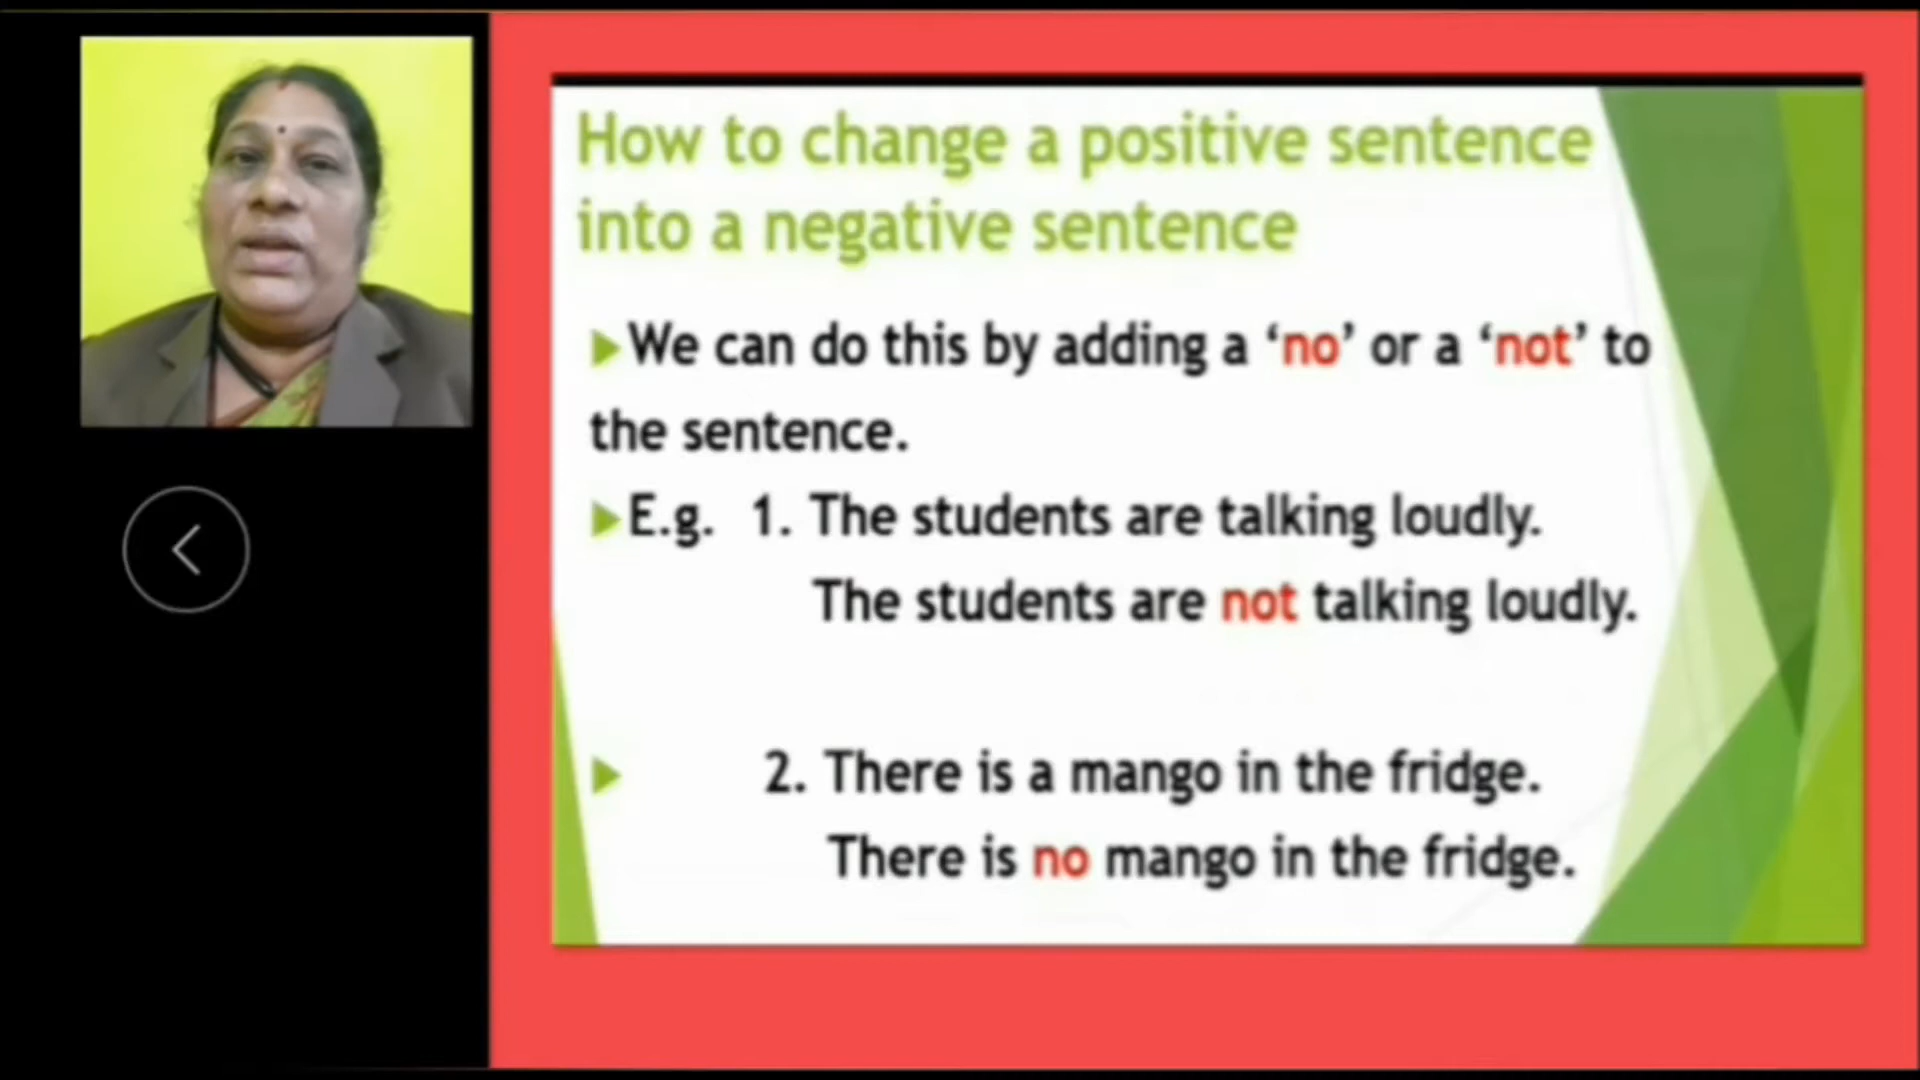 How to change a positive sentence
into a negative sentence
We can do this by adding a ‘no’ or a ‘not’ to
the sentence.
E.g. 1. The students are talking loudly.
The students are not talking loudly.
2. There is a mango in the fridge.
There is no mango in the fridge.